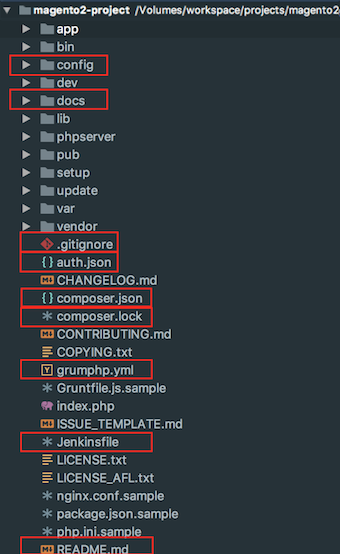 magento2-project /Volumes/workspace/projects/magento2
app
bin
config
dev
docs
lib
phpserver
pub
setup
update
var
vendor
.gitignore
auth.json
CHANGELOG.md
composer.json
composer.lock
CONTRIBUTING.md
COPYING.txt
grumphp.yml
Gruntfile.js.sample
index.php
ISSUE_TEMPLATE.md
Jenkinsfile
LICENSE.txt
LICENSE_AFL.txt
nginx.conf.sample
package.json.sample
php.ini.sample
README.md